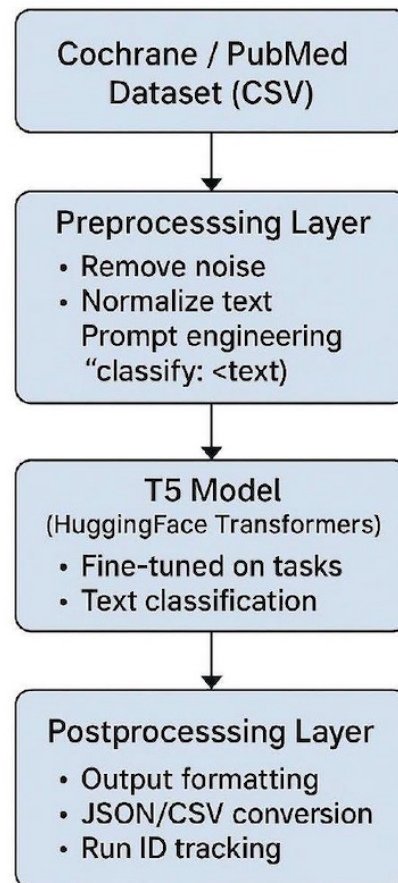 Cochrane / PubMed
Dataset (CSV)
Preprocesssing Layer
• Remove noise
• Normalize text
Prompt engineering
“classify: <text)
T5 Model
(HuggingFace Transformers)
• Fine-tuned on tasks
• Text classification
Postprocesssing Layer
• Output formatting
• JSON/CSV conversion
• Run ID tracking